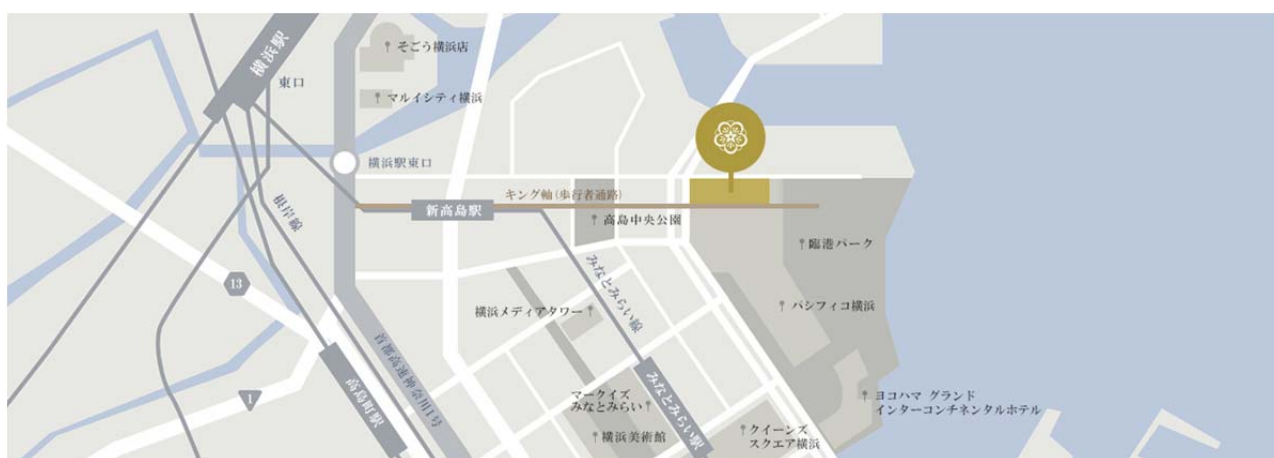 横浜駅
東口
そごう横浜店
マルイシティ横浜
横浜駅東口
キング軸(歩行者通路)
新高島駅
高島中央公園
根岸線
臨港パーク
13
みなとみらい線
横浜メディアタワー
パシフィコ横浜
首都高速神奈川1号
1
高島町駅
マークイズ
みなとみらい
みなとみらい駅
ヨコハマ グランド
インターコンチネンタルホテル
横浜美術館
クイーンズ
スクエア横浜